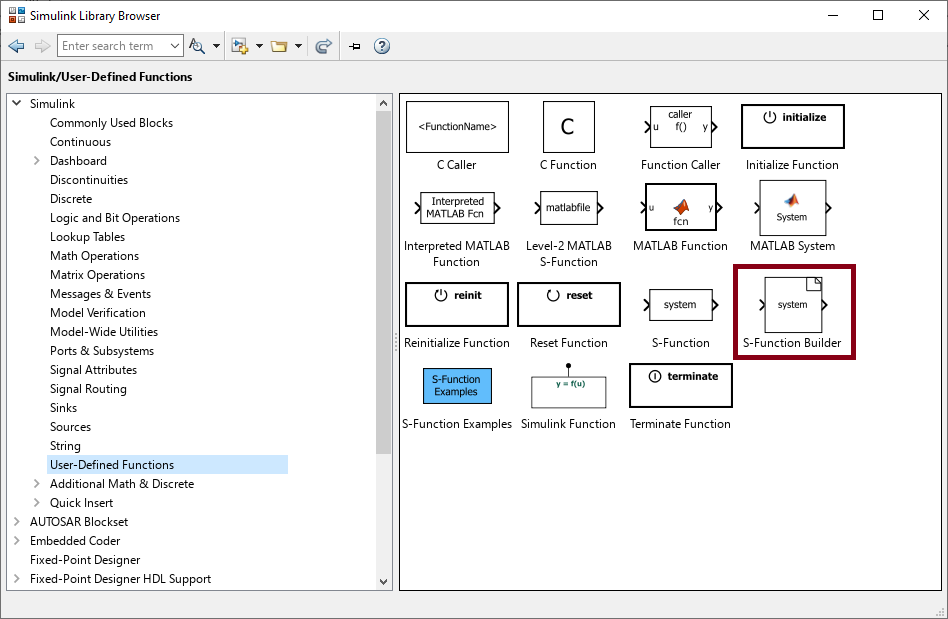 Simulink Library Browser
Enter search term
Simulink/User-Defined Functions
Simulink
Commonly Used Blocks
Continuous
Dashboard
Discontinuities
Discrete
Logic and Bit Operations
Lookup Tables
Math Operations
Matrix Operations
Messages & Events
Model Verification
Model-Wide Utilities
Ports & Subsystems
Signal Attributes
Signal Routing
Sinks
Sources
String
User-Defined Functions
Additional Math & Discrete
Quick Insert
AUTOSAR Blockset
Embedded Coder
Fixed-Point Designer
Fixed-Point Designer HDL Support
<FunctionName>
C Caller
C
C Function
caller
u f() y
Function Caller
initialize
Initialize Function
Interpreted
MATLAB Fcn
Interpreted MATLAB
Function
matlabfile
Level-2 MATLAB
S-Function
u y
fcn
MATLAB Function
System
MATLAB System
reinit
Reinitialize Function
reset
Reset Function
system
S-Function
system
S-Function Builder
S-Function
Examples
S-Function Examples
y = f(u)
Simulink Function
terminate
Terminate Function